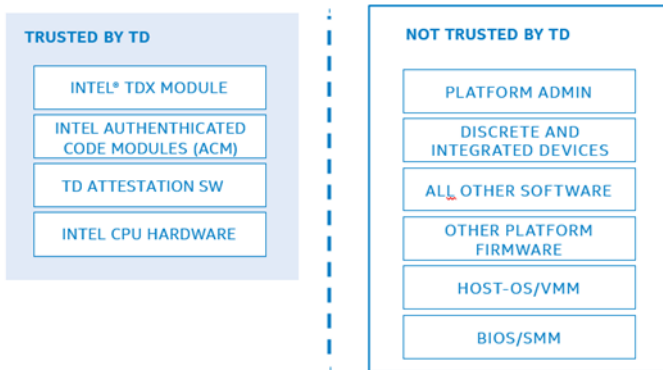 TRUSTED BY TD
INTEL® TDX MODULE
INTEL AUTHENTHICATED
CODE MODULES (ACM)
TD ATTESTATION SW
INTEL CPU HARDWARE
NOT TRUSTED BY TD
PLATFORM ADMIN
DISCRETE AND
INTEGRATED DEVICES
ALL OTHER SOFTWARE
OTHER PLATFORM
FIRMWARE
HOST-OS/VMM
BIOS/SMM